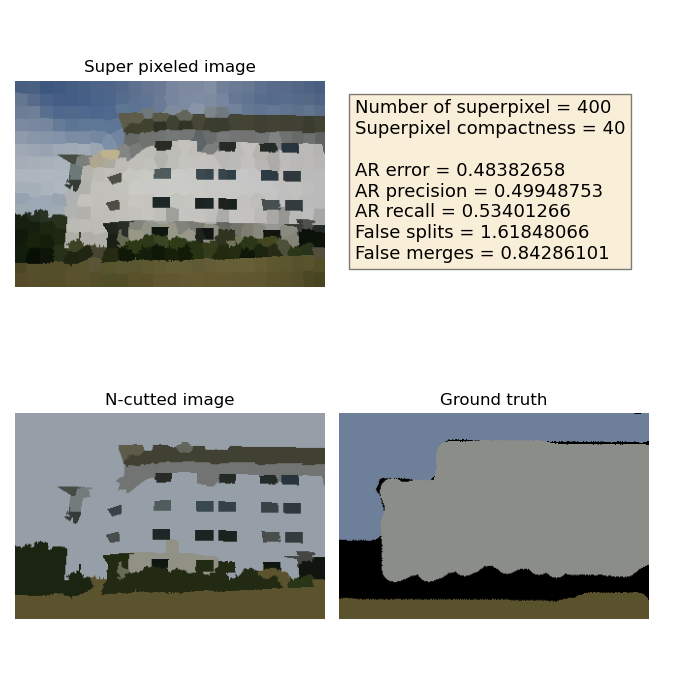 Super pixeled image
Number of superpixel = 400
Superpixel compactness = 40
AR error = 0.48382658
AR precision = 0.49948753
AR recall = 0.53401266
False splits = 1.61848066
False merges = 0.84286101
N-cutted image
Ground truth